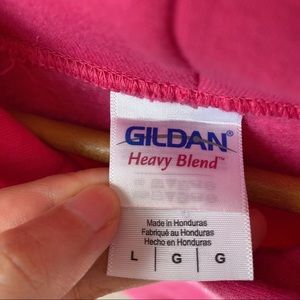 GILDAN®
Heavy Blend™
Made in Honduras
Fabriqué au Honduras
Hecho en Honduras
L G G